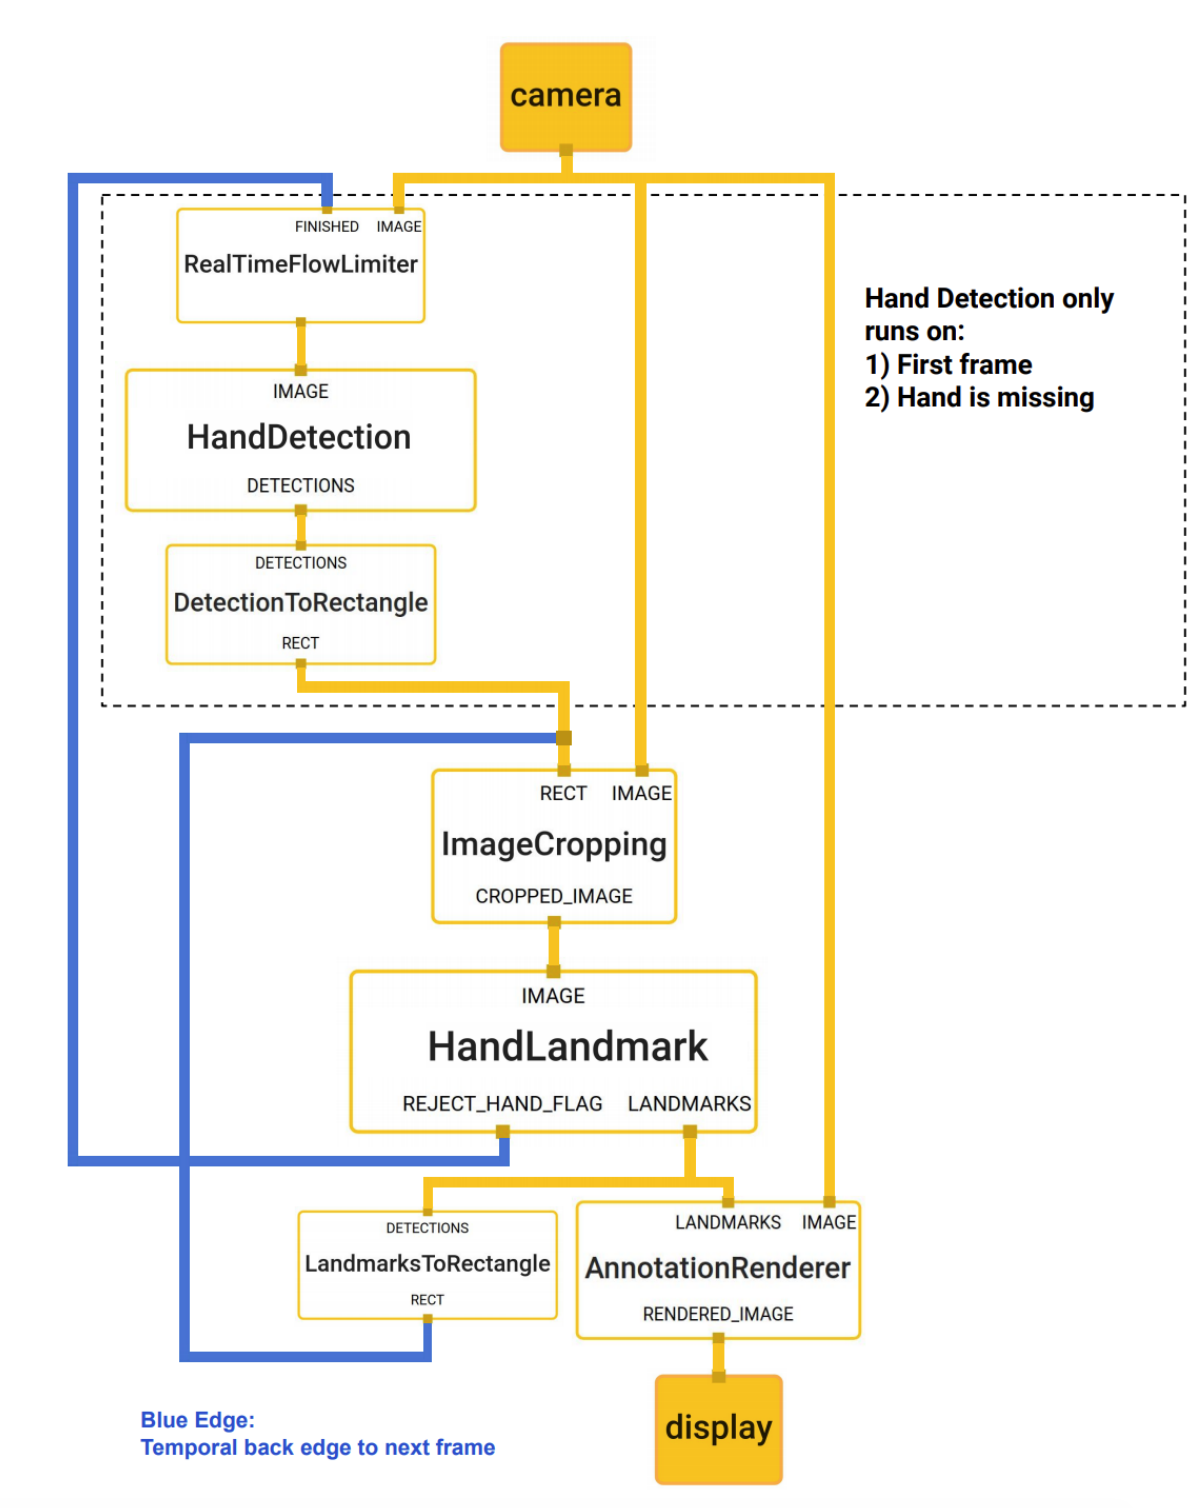 camera
FINISHED IMAGE
RealTimeFlowLimiter
Hand Detection only
runs on:
1) First frame
2) Hand is missing
IMAGE
HandDetection
DETECTIONS
DETECTIONS
DetectionToRectangle
RECT
RECT IMAGE
ImageCropping
CROPPED_IMAGE
IMAGE
HandLandmark
REJECT_HAND_FLAG LANDMARKS
DETECTIONS
LandmarksToRectangle
RECT
LANDMARKS IMAGE
AnnotationRenderer
RENDERED_IMAGE
display
Blue Edge:
Temporal back edge to next frame